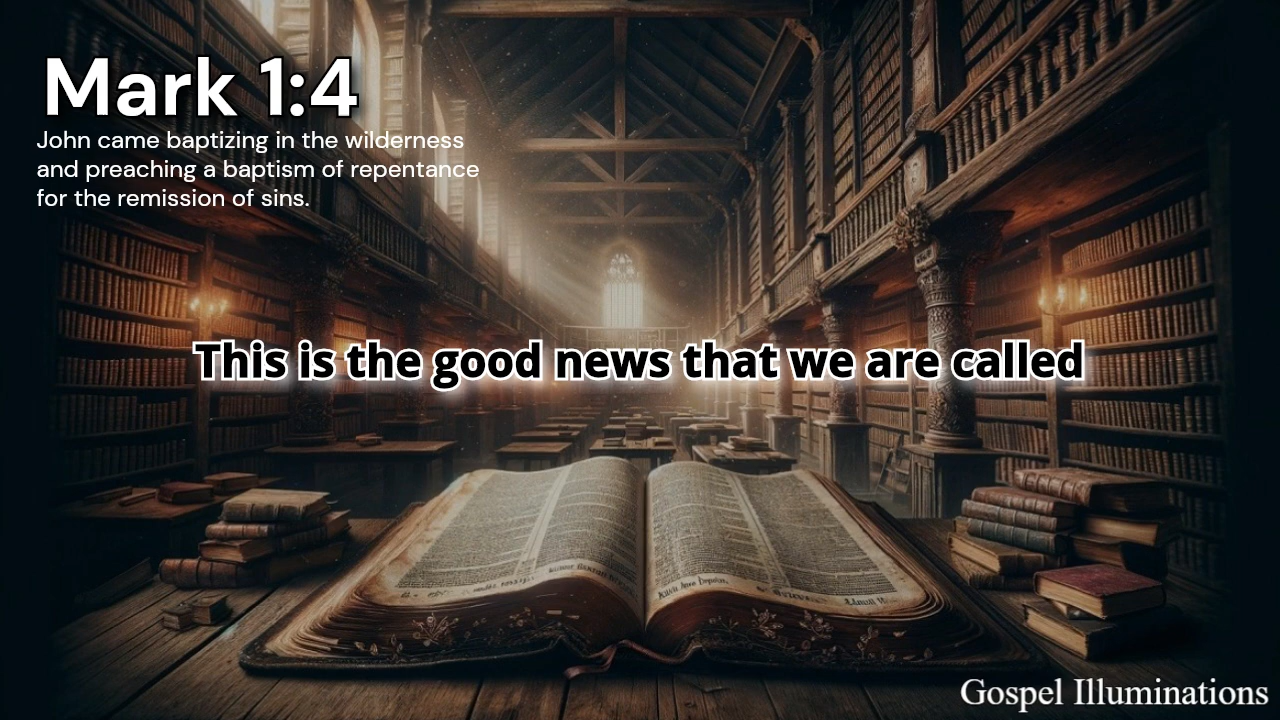 Mark 1:4
John came baptizing in the wilderness
and preaching a baptism of repentance
for the remission of sins.
This is the good news that we are called
Gospel Illuminations